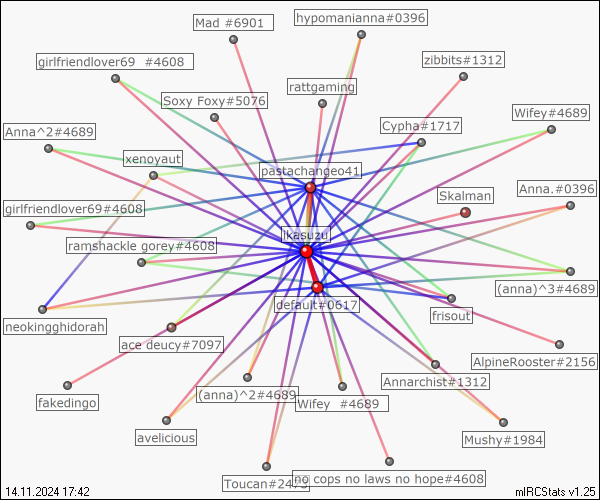 Mad #6901
hypomanianna#0396
girlfriendlover69 #4608
zibbits#1312
rattgaming
Soxy Foxy#5076
Wifey#4689
Anna^2#4689
Cypha#1717
xenoyaut
pastachangeo41
Anna.#0396
Skalman
girlfriendlover69#4608
jkasuzu
ramshackle gorey#4608
(anna)^3#4689
default#0617
frisout
neokingghidorah
ace deucy#7097
AlpineRooster#2156
Annarchist#1312
(anna)^2#4689
fakedingo
Wifey #4689
avelicious
Mushy#1984
no cops no laws no hope#4608
Toucan#2473
14.11.2024 17:42
mIRCStats v1.25